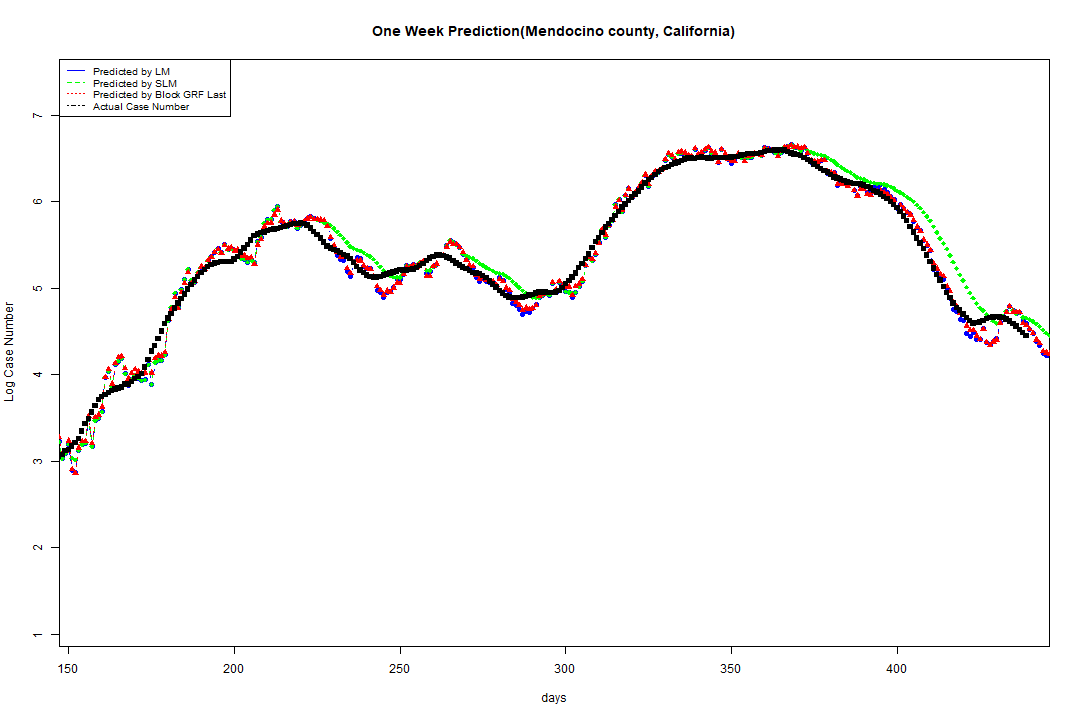 One Week Prediction(Mendocino county, California)
Predicted by LM
Predicted by SLM
Predicted by Block GRF Last
Actual Case Number
7
6
5
4
3
2
1
Log Case Number
150 200 250 300 350 400
days